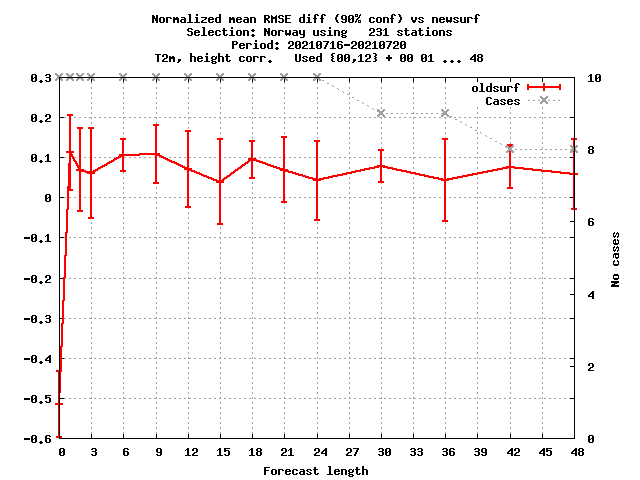 Normalized mean RMSE diff (90% conf) vs newsurf
Selection: Norway using   231 stations
Period: 20210716-20210720
T2m, height corr.   Used {00,12} + 00 01 ... 48
oldsurf
Cases
0.3
0.2
0.1
0
-0.1
-0.2
-0.3
-0.4
-0.5
-0.6
10
8
6
4
2
0
No cases
0 3 6 9 12 15 18 21 24 27 30 33 36 39 42 45 48
Forecast length